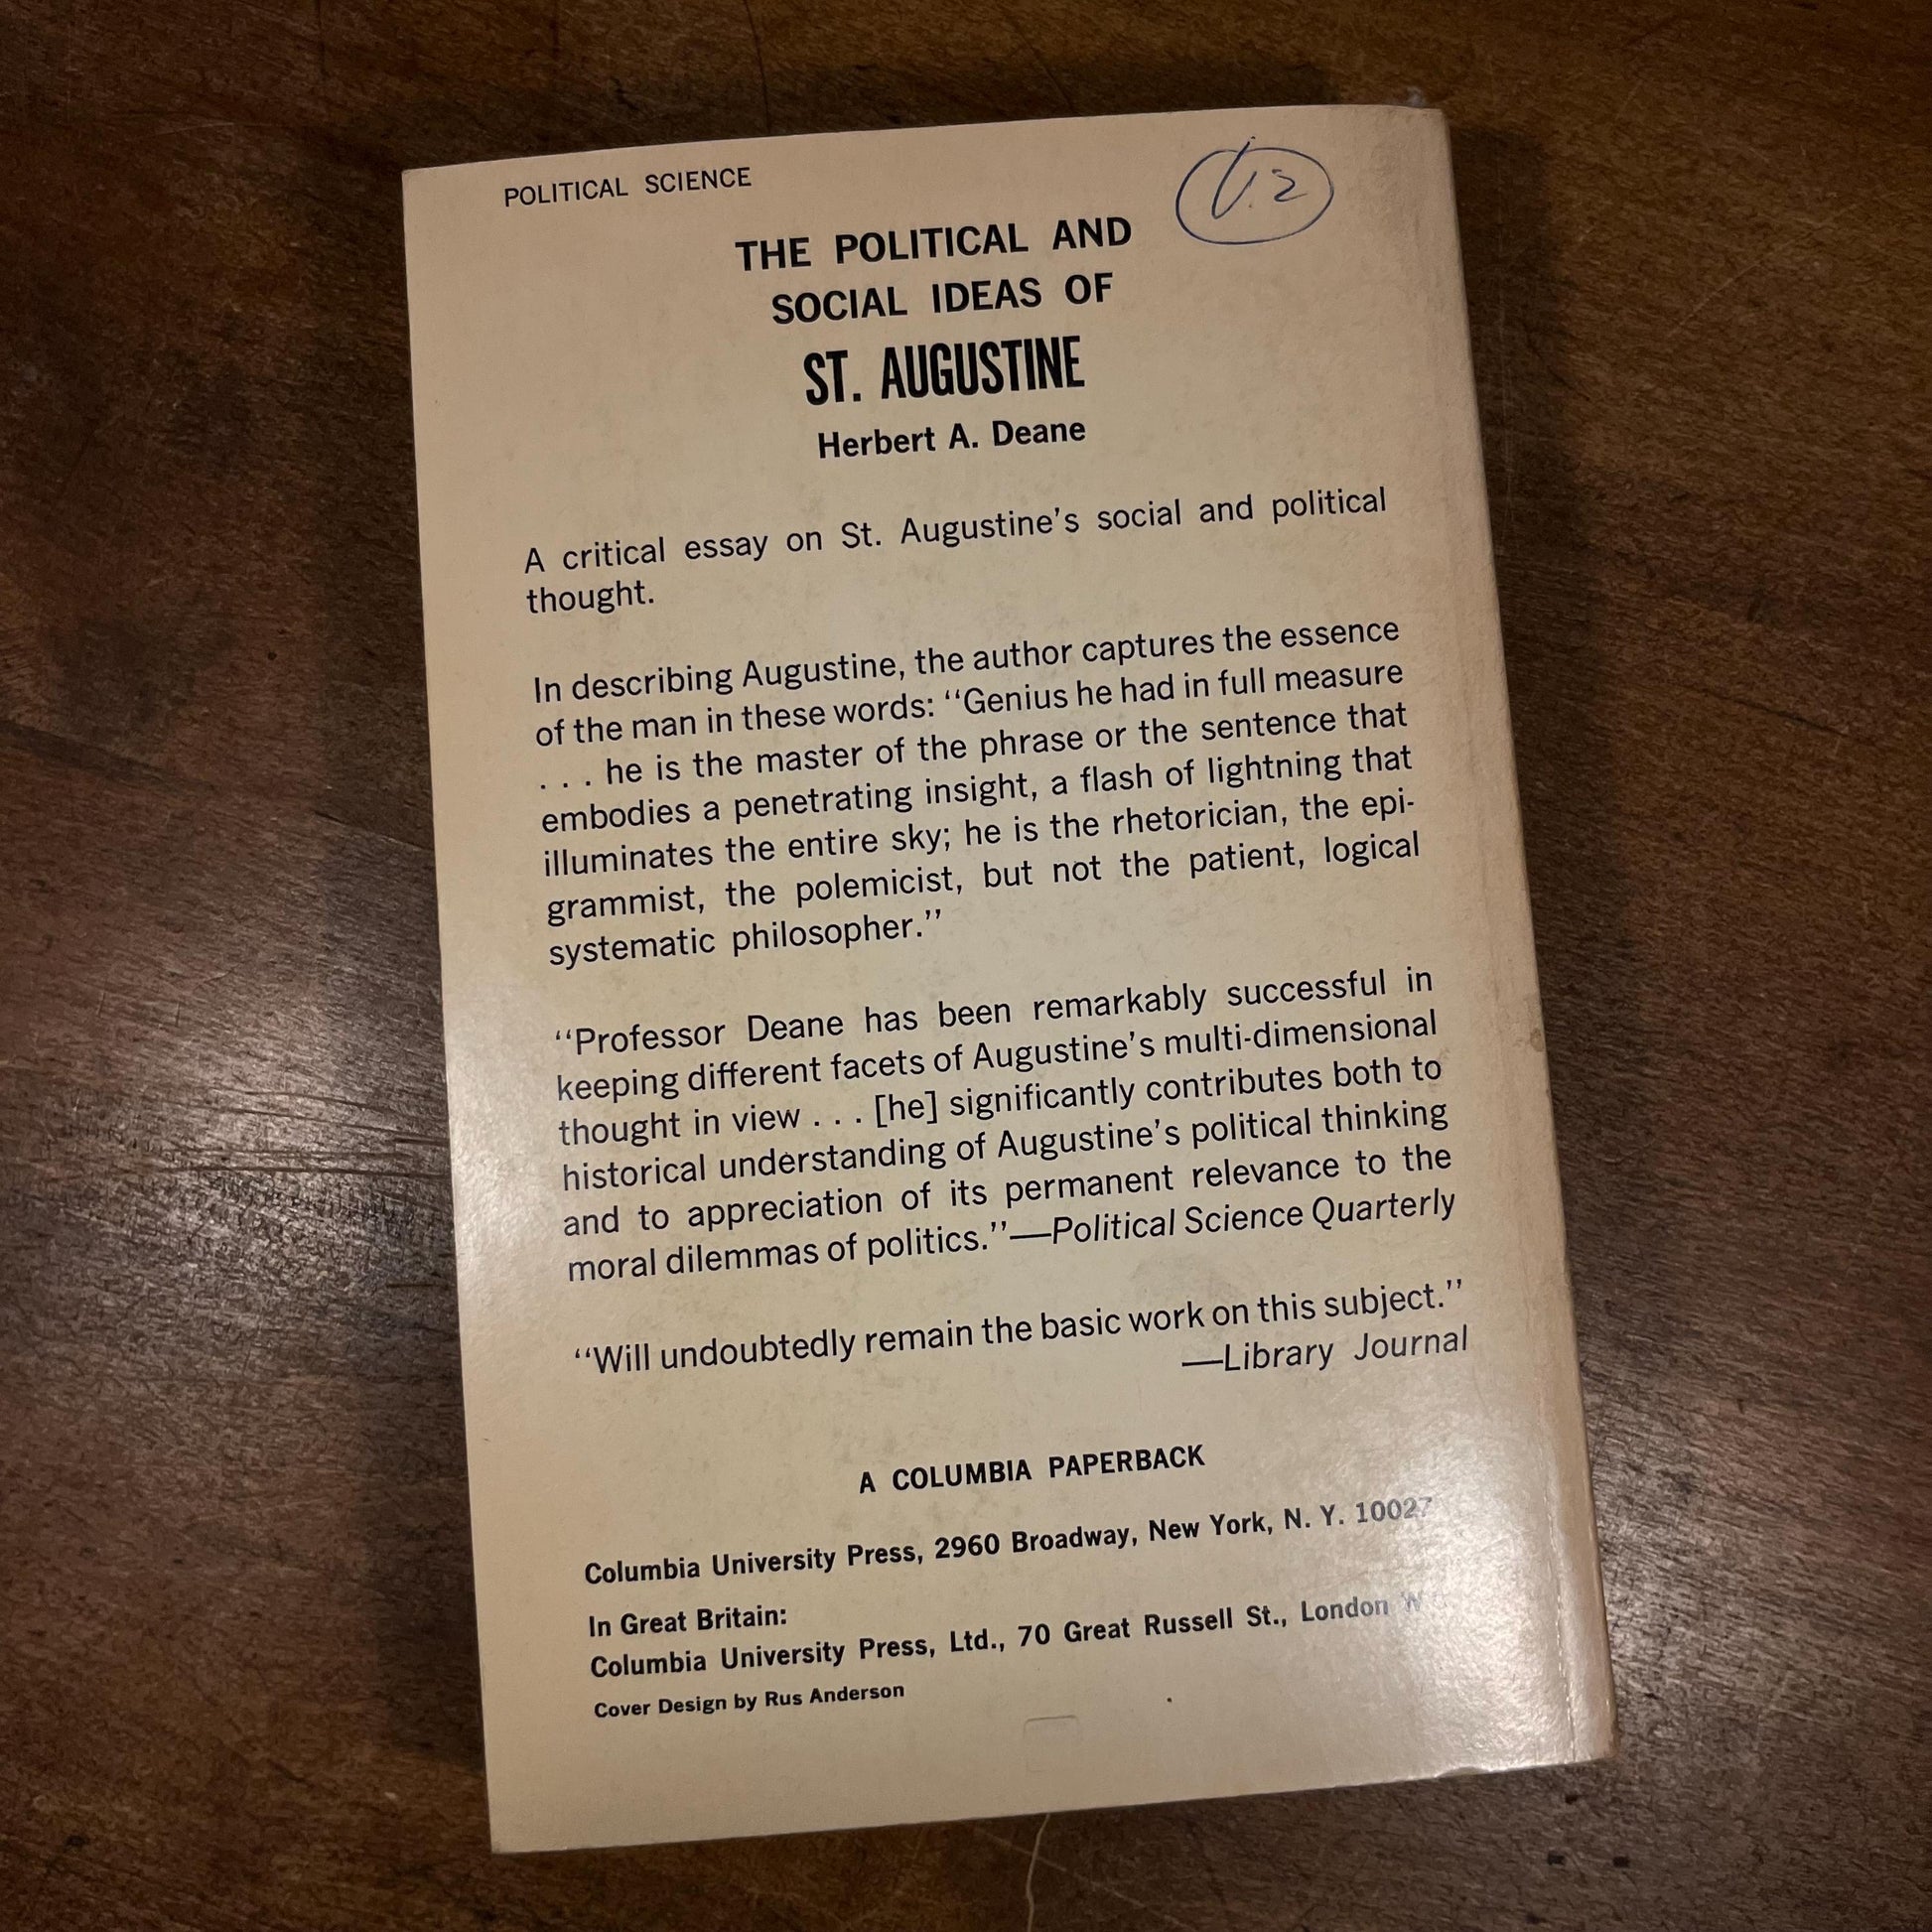 POLITICAL SCIENCE
V.2
THE POLITICAL AND
SOCIAL IDEAS OF
ST. AUGUSTINE
Herbert A. Deane
A critical essay on St. Augustine's social and political
thought.
In describing Augustine, the author captures the essence
of the man in these words: "Genius he had in full measure
. . . he is the master of the phrase or the sentence that
embodies a penetrating insight, a flash of lightning that
illuminates the entire sky; he is the rhetorician, the epi-
grammist, the polemicist, but not the patient, logical
systematic philosopher."
"Professor Deane has been remarkably successful in
keeping different facets of Augustine's multi-dimensional
thought in view . . . [he] significantly contributes both to
historical understanding of Augustine's political thinking
and to appreciation of its permanent relevance to the
moral dilemmas of politics."—Political Science Quarterly
"Will undoubtedly remain the basic work on this subject."
—Library Journal
A COLUMBIA PAPERBACK
Columbia University Press, 2960 Broadway, New York, N. Y. 10027
In Great Britain:
Columbia University Press, Ltd., 70 Great Russell St., London
Cover Design by Rus Anderson